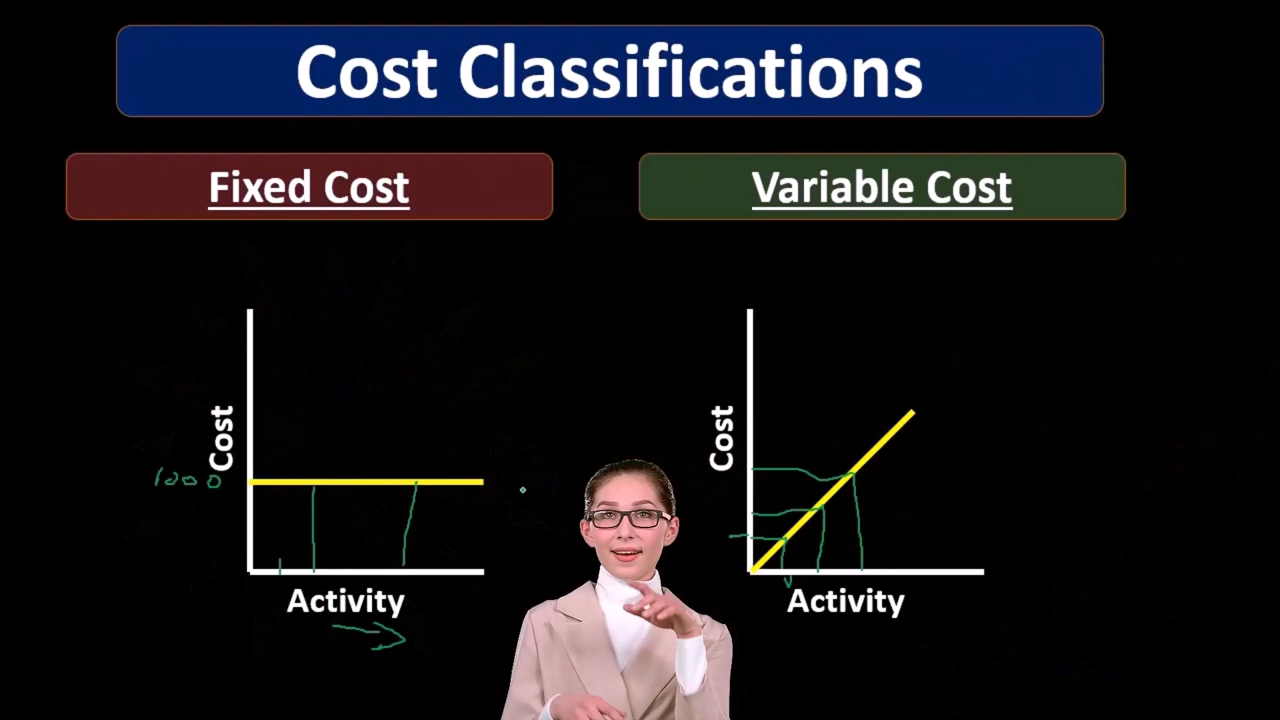 Cost Classifications
Fixed Cost
Variable Cost
Cost
1000
Activity
Cost
Activity